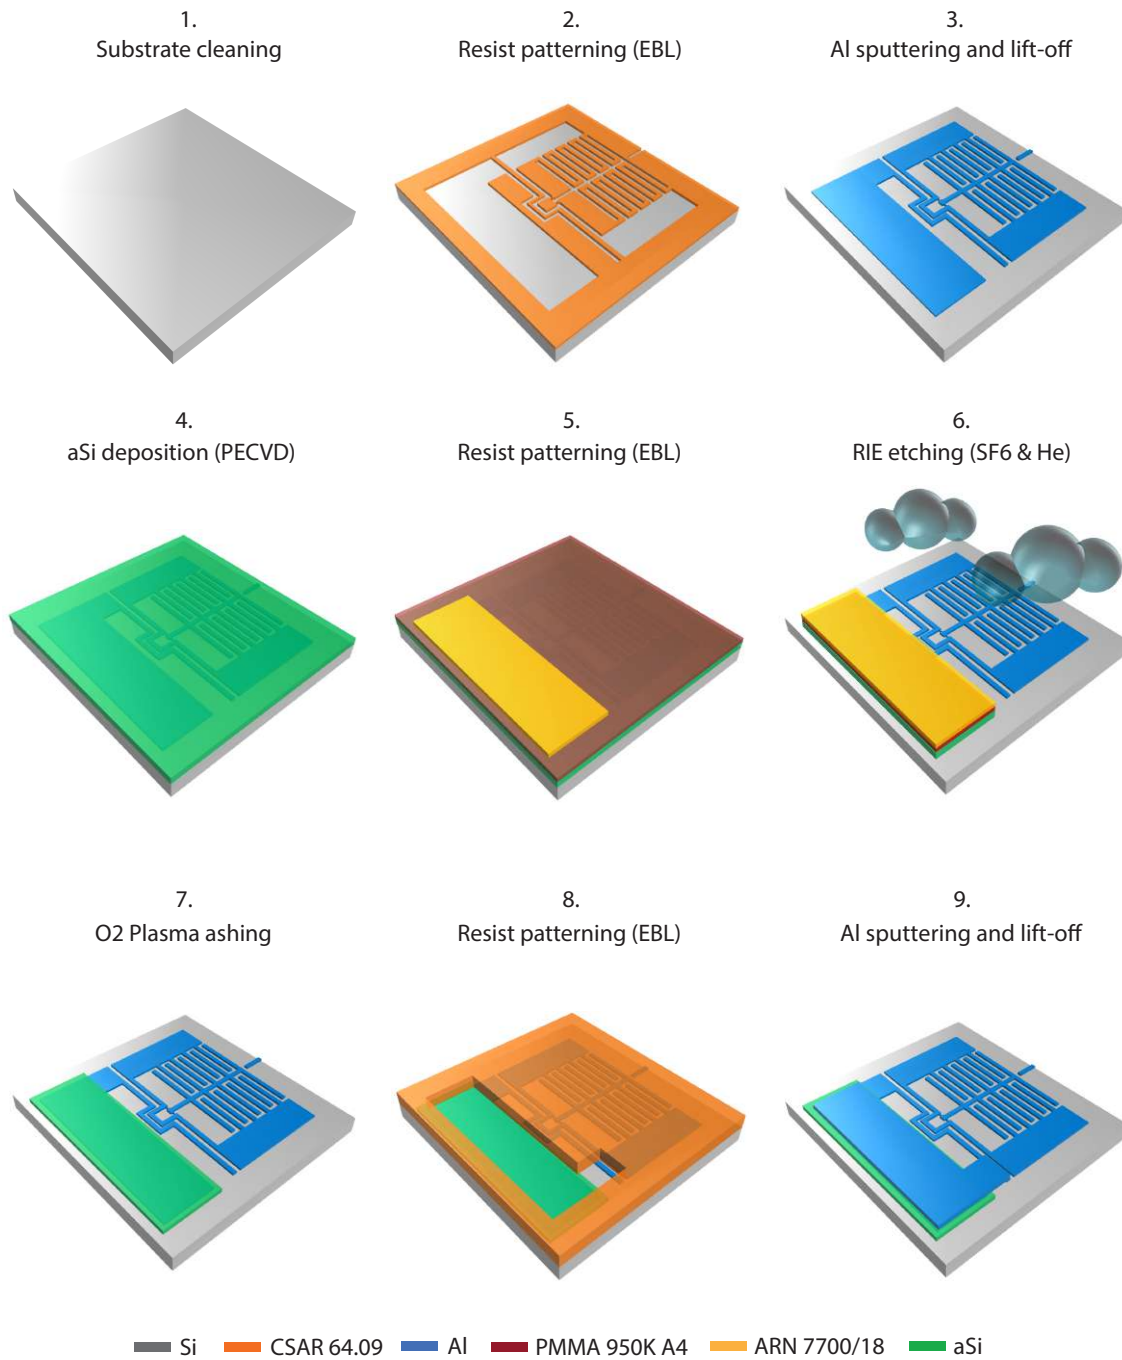 1.
Substrate cleaning
2.
Resist patterning (EBL)
3.
Al sputtering and lift-off
4.
aSi deposition (PECVD)
5.
Resist patterning (EBL)
6.
RIE etching (SF6 & He)
7.
O2 Plasma ashing
8.
Resist patterning (EBL)
9.
Al sputtering and lift-off
Si CSAR 64.09 Al PMMA 950K A4 ARN 7700/18 aSi